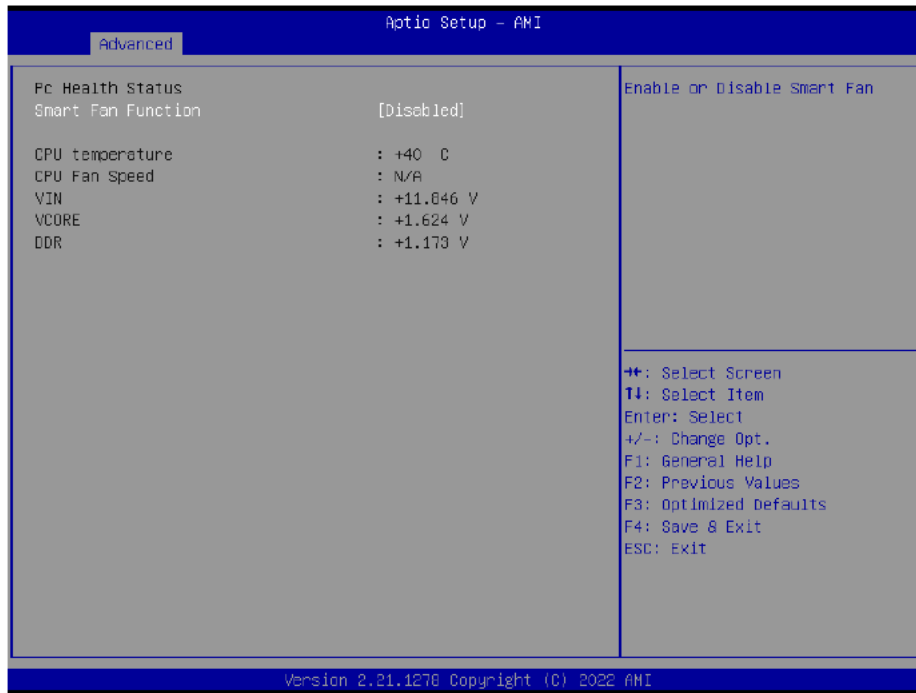 Aptio Setup - AMI
Advanced
Pc Health Status
Smart Fan Function [Disabled]
CPU temperature : +40 C
CPU Fan Speed : N/A
VIN : +11.846 V
VCORE : +1.624 V
DDR : +1.173 V
Enable or Disable Smart Fan
→←: Select Screen
↑↓: Select Item
Enter: Select
+/-: Change Opt.
F1: General Help
F2: Previous Values
F3: Optimized Defaults
F4: Save & Exit
ESC: Exit
Version 2.21.1278 Copyright (C) 2022 AMI